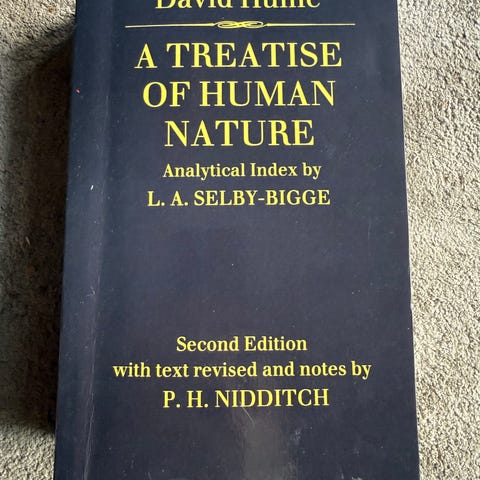 David Hume
A TREATISE
OF HUMAN
NATURE
Analytical Index by
L. A. SELBY-BIGGE
Second Edition
with text revised and notes by
P. H. NIDDITCH